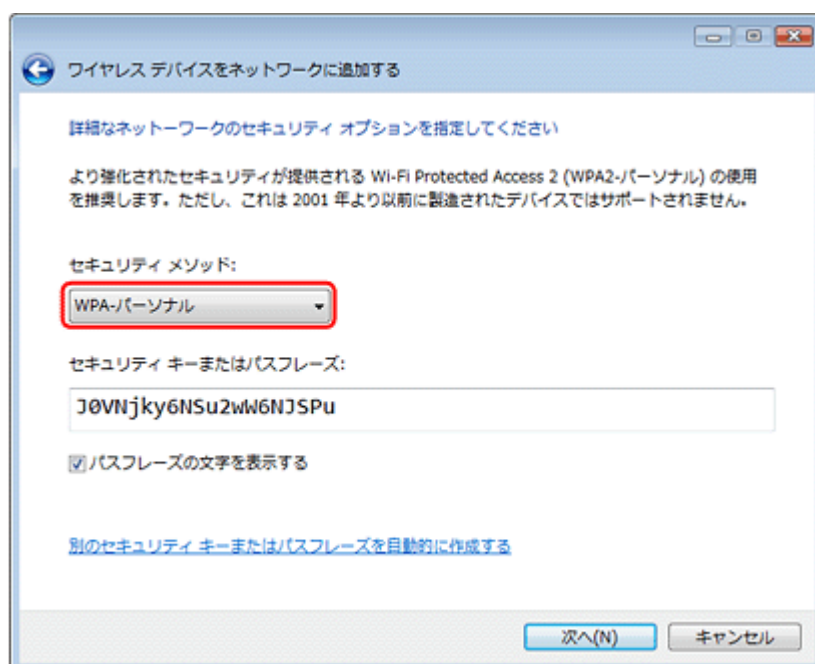 ワイヤレス デバイスをネットワークに追加する
詳細なネットーワークのセキュリティ オプションを指定してください
より強化されたセキュリティが提供される Wi-Fi Protected Access 2 (WPA2-パーソナル) の使用
を推奨します。ただし、これは 2001 年より以前に製造されたデバイスではサポートされません。
セキュリティ メソッド:
WPA-パーソナル
セキュリティ キーまたはパスフレーズ:
J0VNjky6NSu2wW6NJSPu
パスフレーズの文字を表示する
別のセキュリティ キーまたはパスフレーズを自動的に作成する
次へ(N)
キャンセル